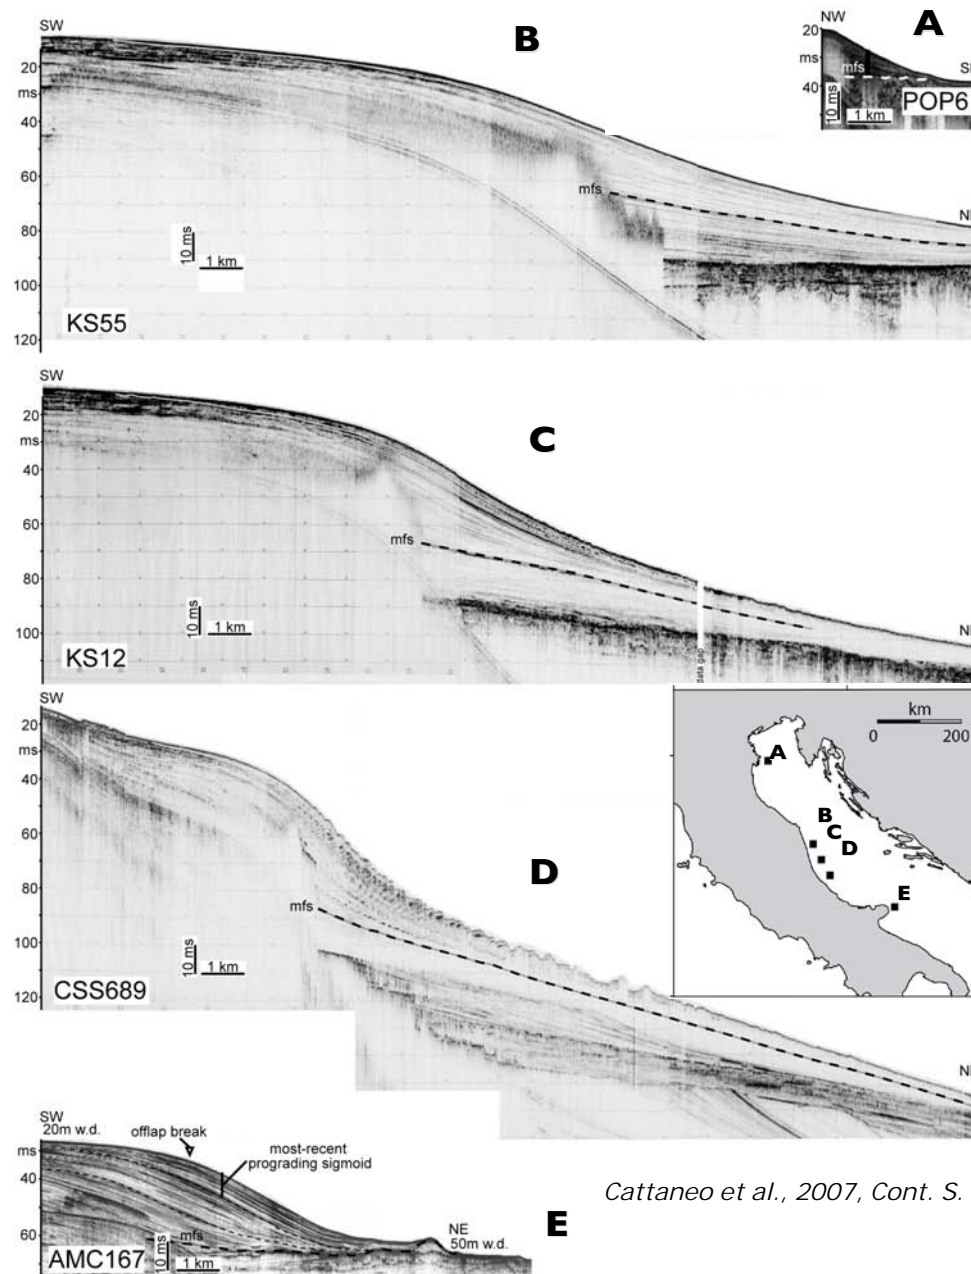 SW
B
20
ms
40
60
80
100
120
mfs
10 ms
1 km
KS55
NW
A
20
ms
40
mfs
10 ms
1 km
POP6
SW
C
20
ms
40
60
80
100
mfs
10 ms
1 km
KS12
data gap
SW
D
20
ms
40
60
80
100
120
mfs
10 ms
1 km
CSS689
km
0 200
A
B
C
D
E
SW
20m w.d.
offlap break
most-recent
prograding sigmoid
ms
40
60
mfs
10 ms
1 km
AMC167
NE
50m w.d.
E
Cattaneo et al., 2007, Cont. S.